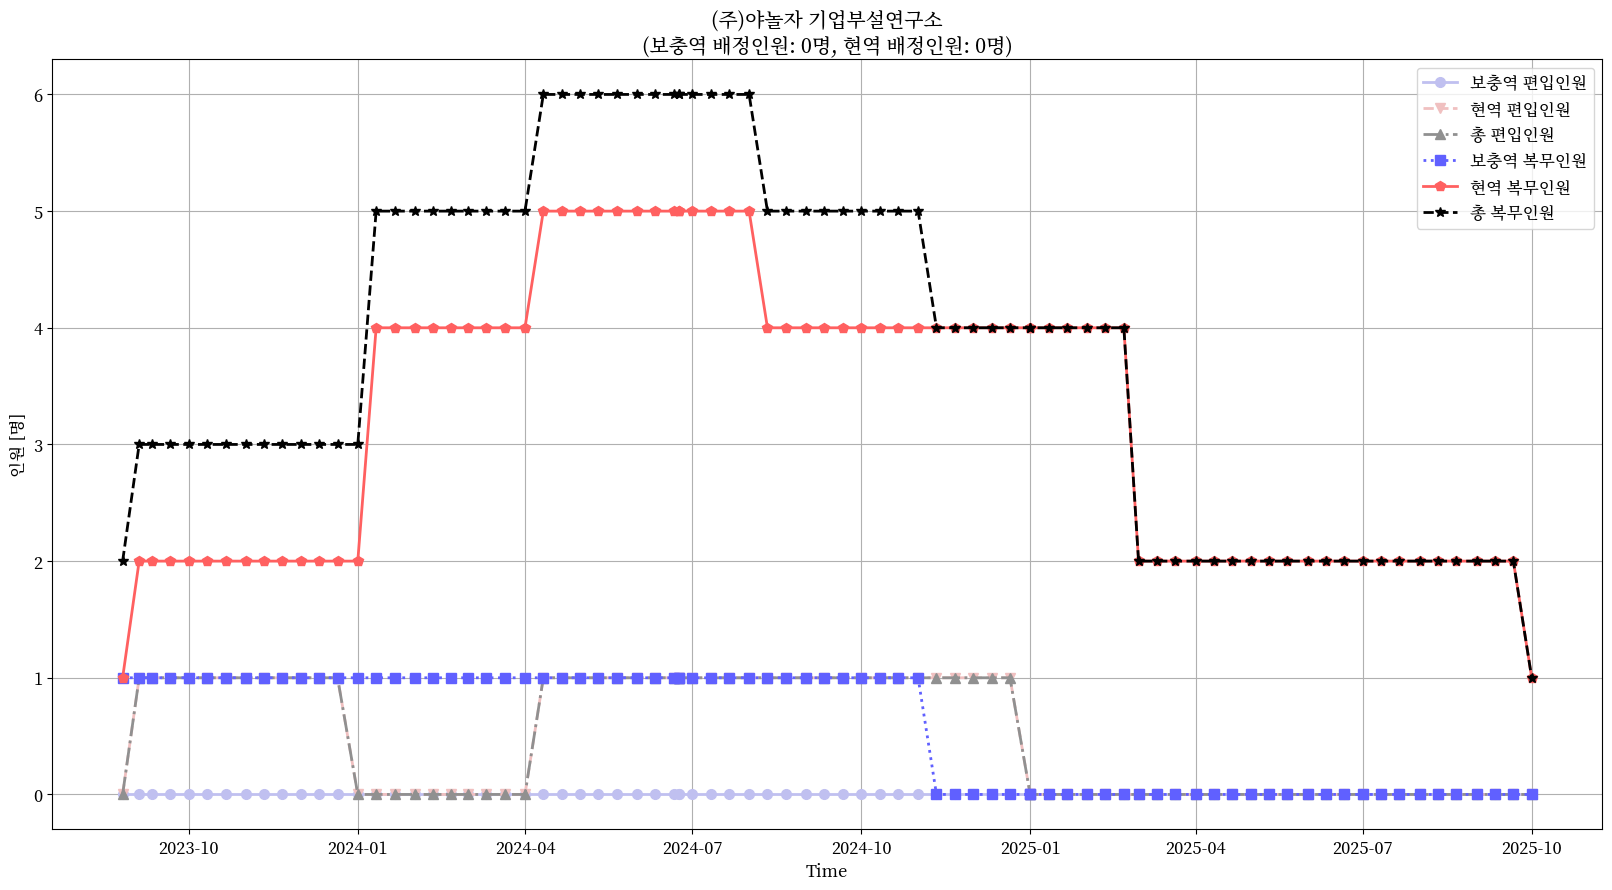 (주)야놀자 기업부설연구소
(보충역 배정인원: 0명, 현역 배정인원: 0명)
보충역 편입인원
현역 편입인원
총 편입인원
보충역 복무인원
현역 복무인원
총 복무인원
인원 [명]
6
5
4
3
2
1
0
2023-10
2024-01
2024-04
2024-07
2024-10
2025-01
2025-04
2025-07
2025-10
Time